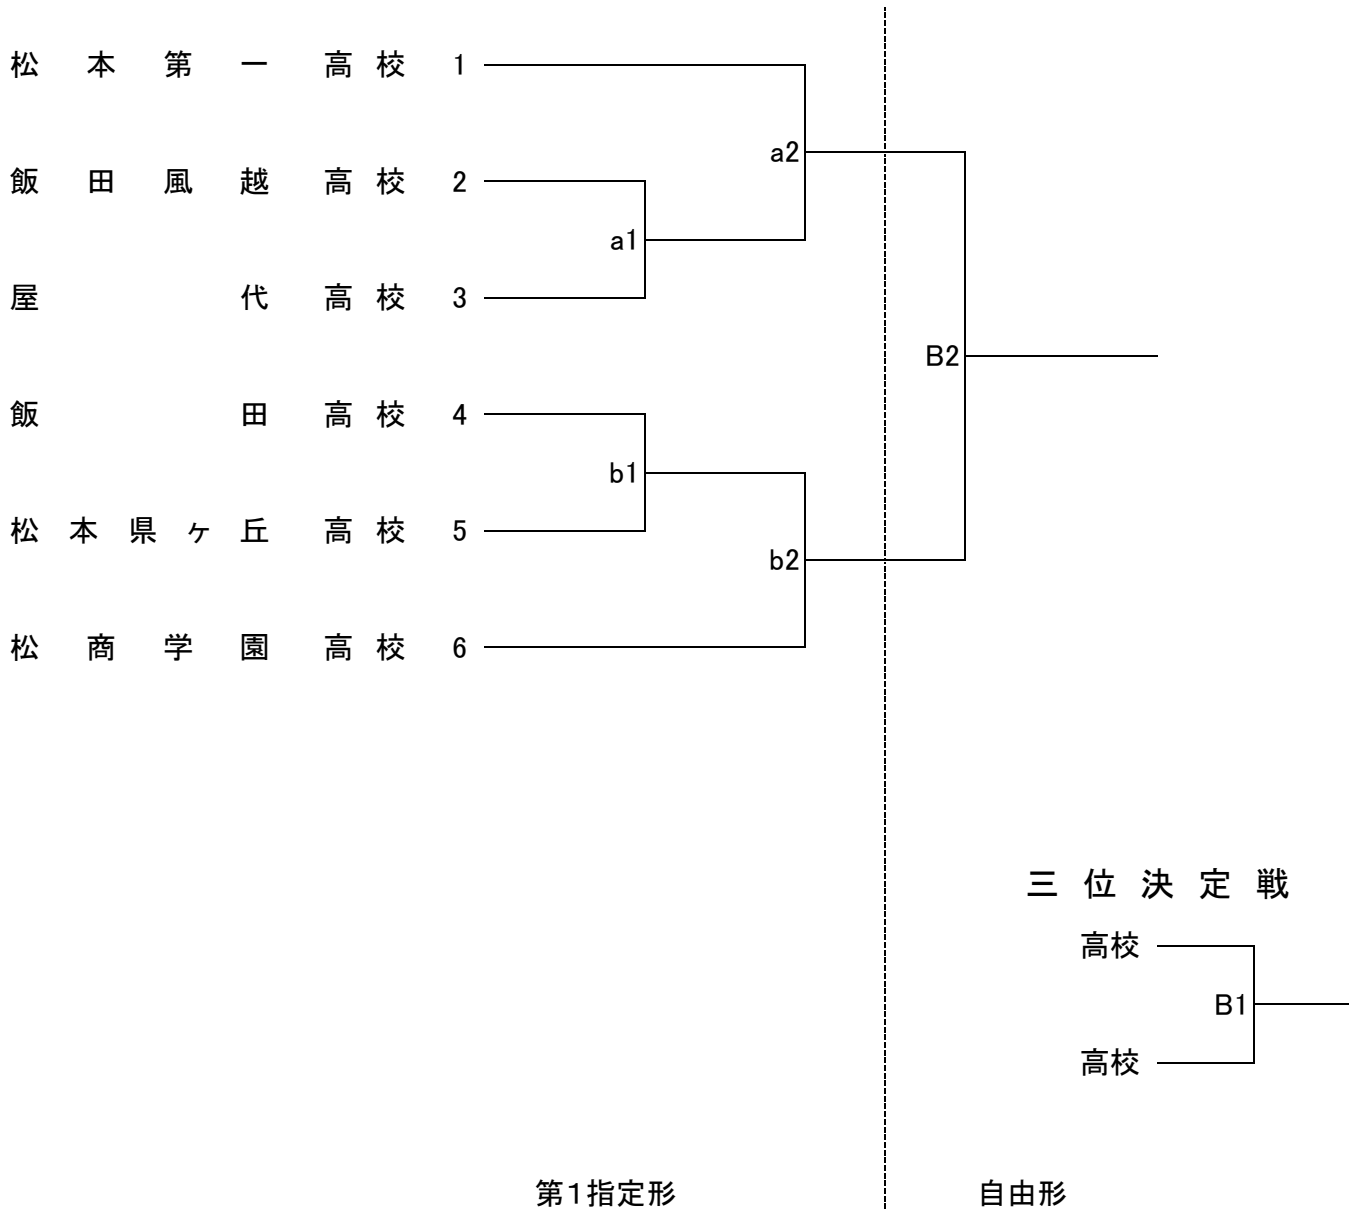 松本第一高校 1
a2
飯田風越高校 2
a1
屋代高校 3
B2
飯田高校 4
b1
松本県ヶ丘高校 5
b2
松商学園高校 6
三位決定戦
高校
B1
高校
第1指定形 自由形